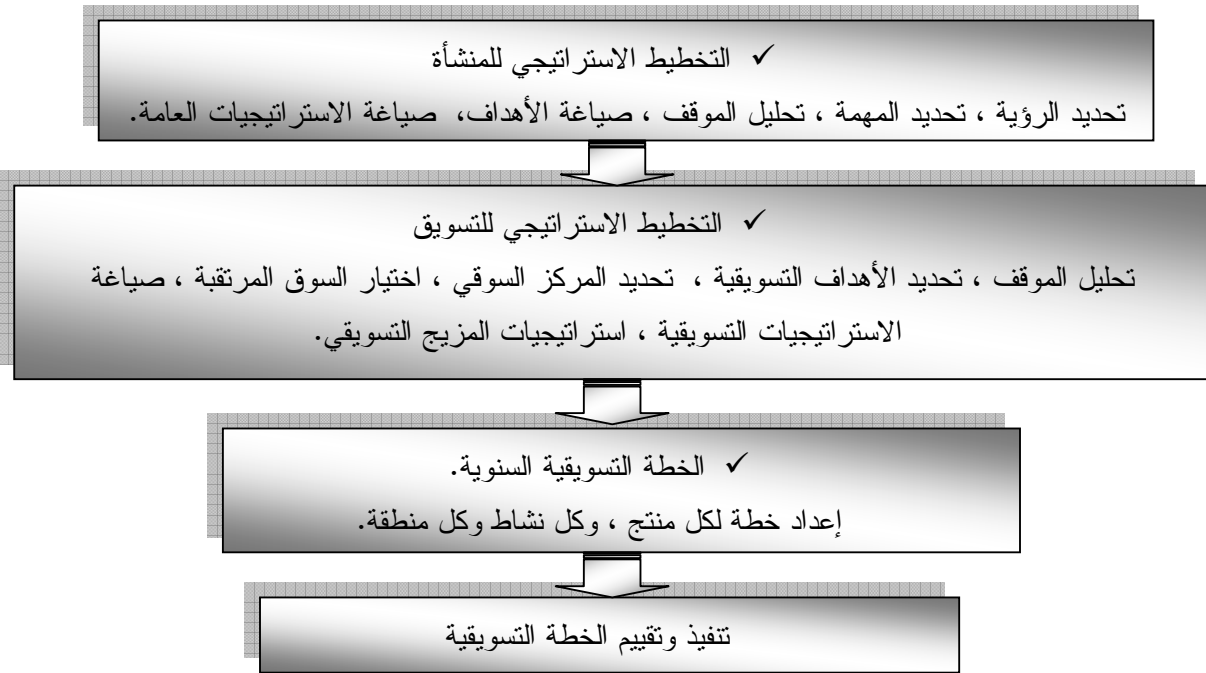 ✓ التخطيط الاستراتيجي للمنشأة
تحديد الرؤية ، تحديد المهمة ، تحليل الموقف ، صياغة الأهداف، صياغة الاستراتيجيات العامة.
✓ التخطيط الاستراتيجي للتسويق
تحليل الموقف ، تحديد الأهداف التسويقية ، تحديد المركز السوقي ، اختيار السوق المرتقبة ، صياغة
الاستراتيجيات التسويقية ، استراتيجيات المزيج التسويقي.
✓ الخطة التسويقية السنوية.
إعداد خطة لكل منتج ، وكل نشاط وكل منطقة.
تنفيذ وتقييم الخطة التسويقية